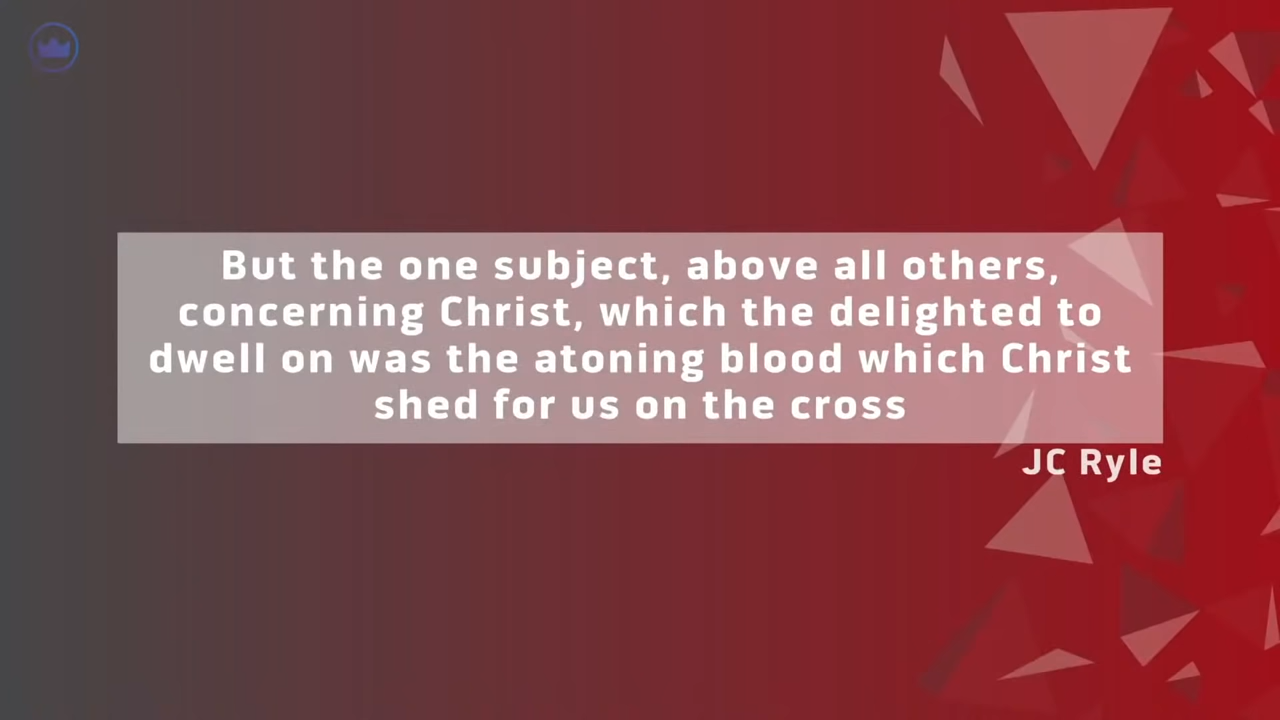 But the one subject, above all others,
concerning Christ, which the delighted to
dwell on was the atoning blood which Christ
shed for us on the cross
JC Ryle